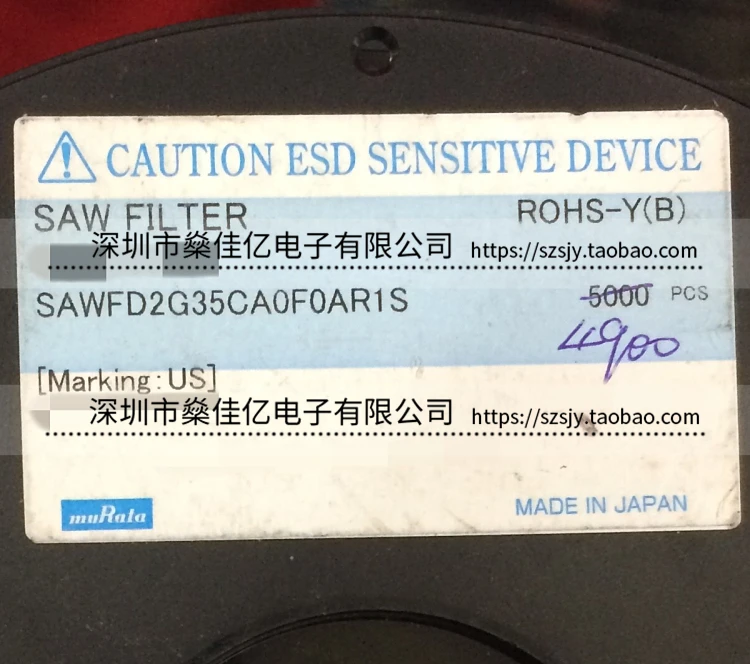 CAUTION ESD SENSITIVE DEVICE
SAW FILTER ROHS-Y(B)
深圳市燊佳亿电子有限公司 https://szsjy.taobao.com
SAWFD2G35CA0F0AR1S 5000 PCS
4900
[Marking:US]
深圳市燊佳亿电子有限公司 https://szsjy.taobao.com
muRata MADE IN JAPAN